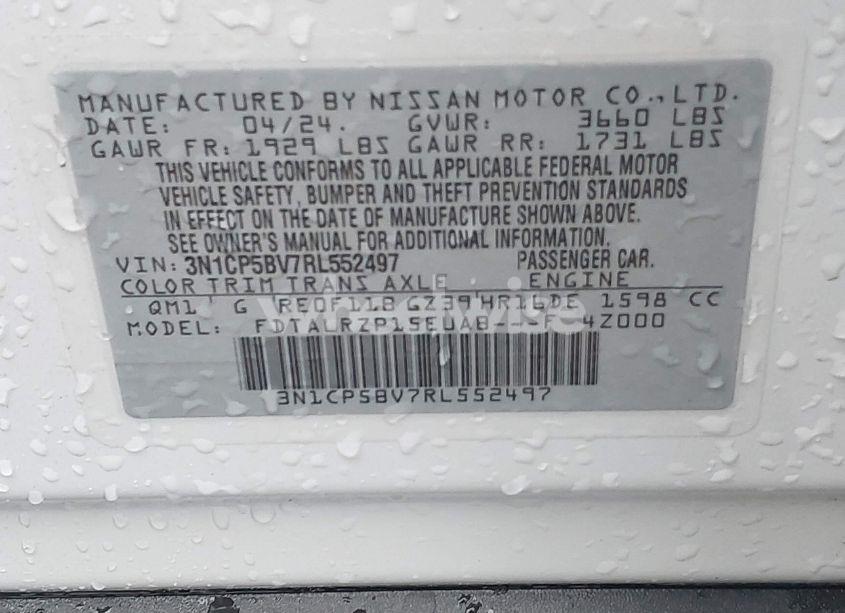 MANUFACTURED BY NISSAN MOTOR CO., LTD.
DATE: 04/24. GVWR: 3660 LBS
GAWR FR: 1929 LBS GAWR RR: 1731 LBS
THIS VEHICLE CONFORMS TO ALL APPLICABLE FEDERAL MOTOR
VEHICLE SAFETY, BUMPER AND THEFT PREVENTION STANDARDS
IN EFFECT ON THE DATE OF MANUFACTURE SHOWN ABOVE.
SEE OWNER'S MANUAL FOR ADDITIONAL INFORMATION.
VIN: 3N1CP5BV7RL552497 PASSENGER CAR.
COLOR TRIM TRANS AXLE ENGINE
QM1 G RE0F11B GZ39 HR16DE 1598 CC
MODEL: FDTALRZP15EUAB---F- 4Z000
3N1CP5BV7RL552497